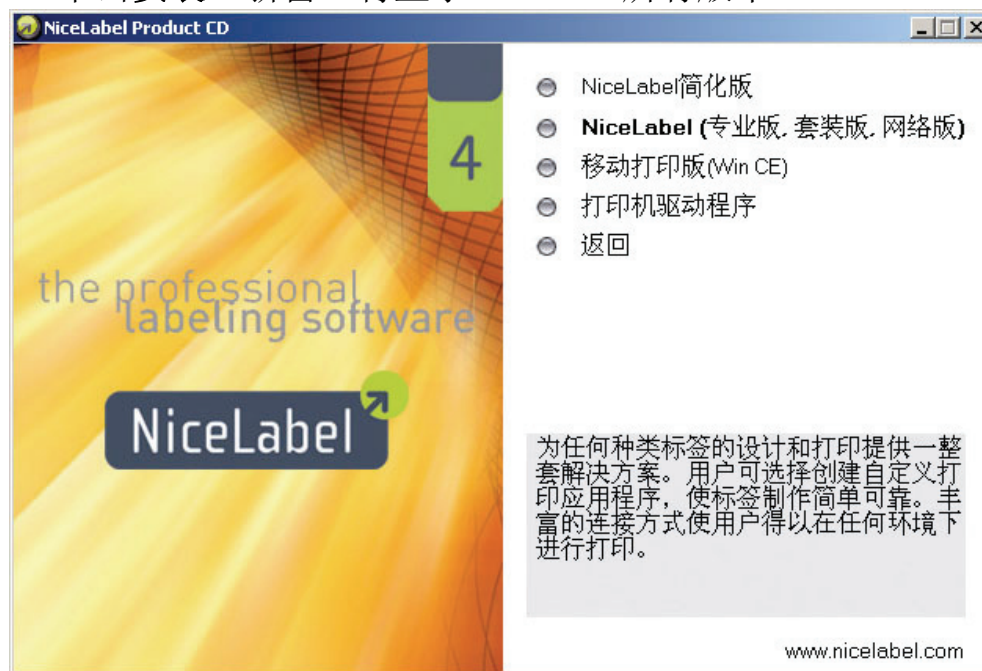 NiceLabel Product CD
4
the professional
labeling software
NiceLabel
NiceLabel简化版
NiceLabel (专业版, 套装版, 网络版)
移动打印版(Win CE)
打印机驱动程序
返回
为任何种类标签的设计和打印提供一整
套解决方案。用户可选择创建自定义打
印应用程序，使标签制作简单可靠。丰
富的连接方式使用户得以在任何环境下
进行打印。
www.nicelabel.com